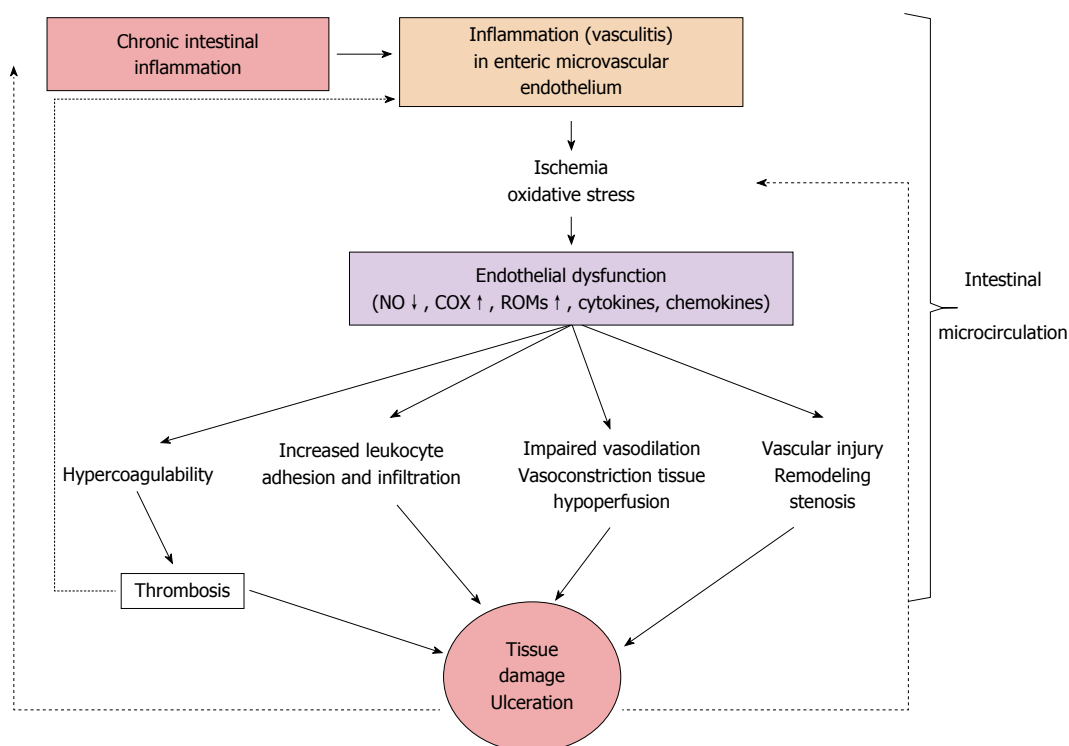 Chronic intestinal
inflammation
Inflammation (vasculitis)
in enteric microvascular
endothelium
Ischemia
oxidative stress
Endothelial dysfunction
(NO ↓ , COX ↑ , ROMs ↑ , cytokines, chemokines)
Intestinal
microcirculation
Hypercoagulability
Increased leukocyte
adhesion and infiltration
Impaired vasodilation
Vasoconstriction tissue
hypoperfusion
Vascular injury
Remodeling
stenosis
Thrombosis
Tissue
damage
Ulceration